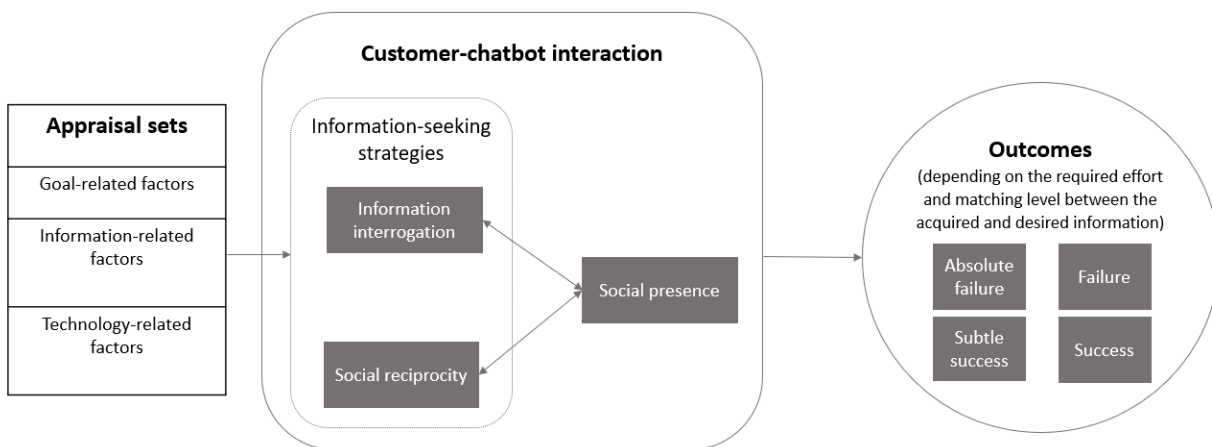 Customer-chatbot interaction
Appraisal sets
Goal-related factors
Information-related
factors
Technology-related
factors
Information-seeking
strategies
Information
interrogation
Social reciprocity
Social presence
Outcomes
(depending on the required effort
and matching level between the
acquired and desired information)
Absolute
failure
Failure
Subtle
success
Success